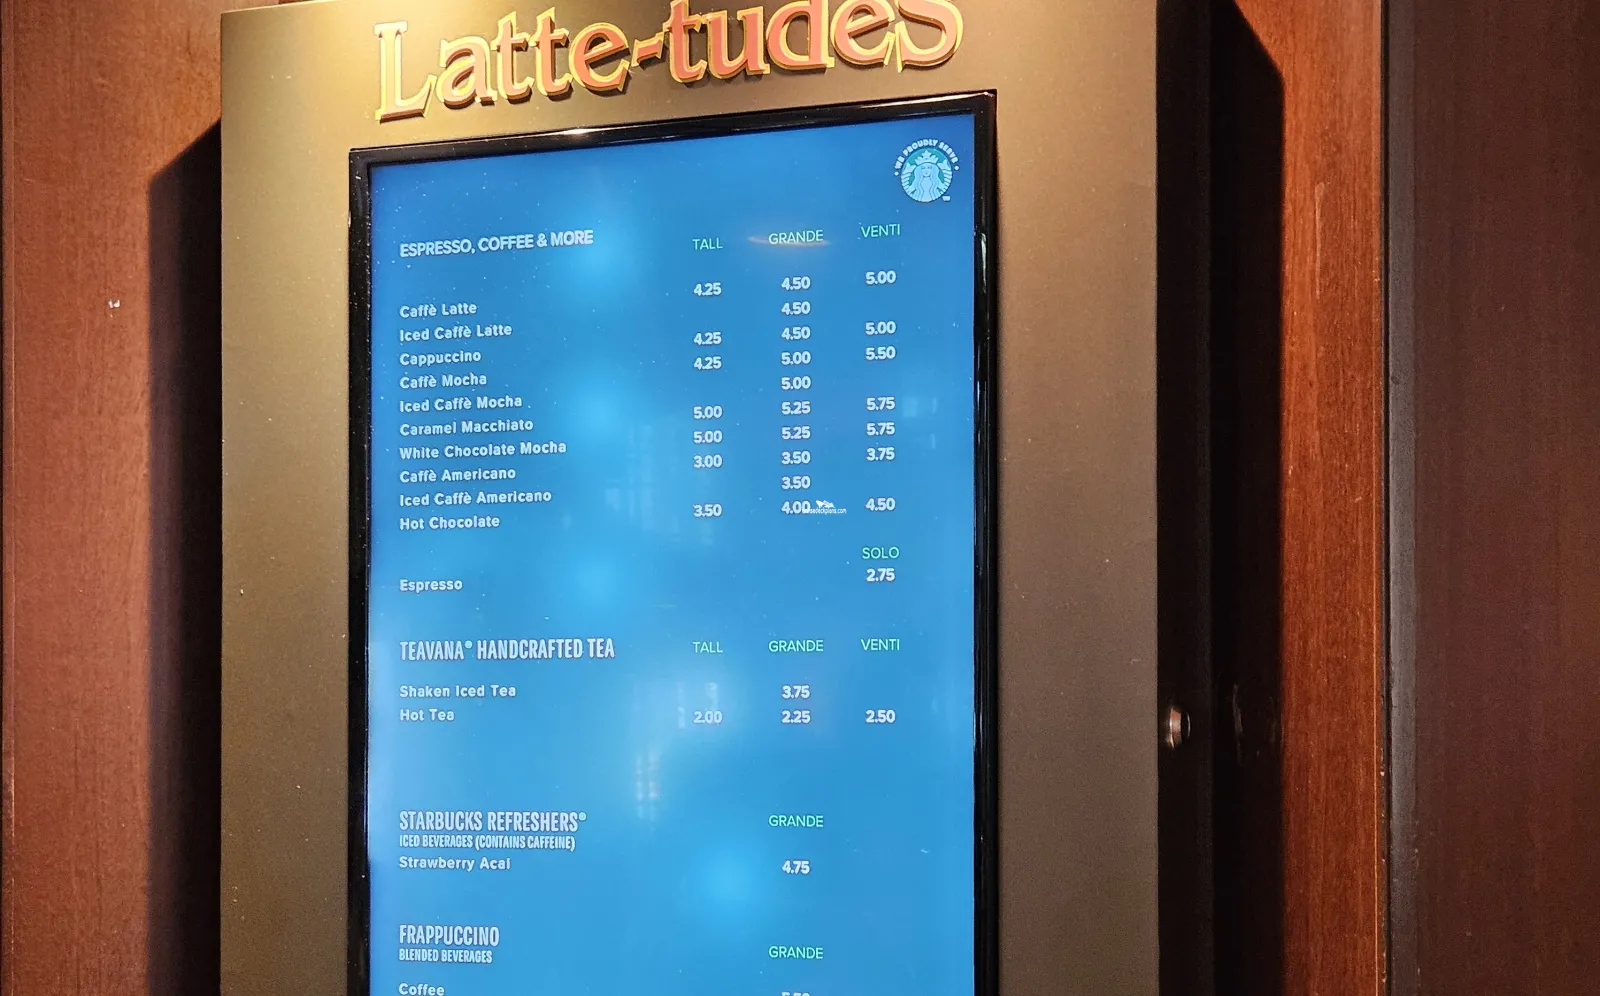 Latte-tudes
WE PROUDLY SERVE
ESPRESSO, COFFEE & MORE TALL GRANDE VENTI
Caffè Latte 4.25 4.50 5.00
Iced Caffè Latte 4.50
Cappuccino 4.25 4.50 5.00
Caffè Mocha 4.25 5.00 5.50
Iced Caffè Mocha 5.00
Caramel Macchiato 5.00 5.25 5.75
White Chocolate Mocha 5.00 5.25 5.75
Caffè Americano 3.00 3.50 3.75
Iced Caffè Americano 3.50
Hot Chocolate 3.50 4.00 4.50
SOLO
Espresso 2.75
TEAVANA® HANDCRAFTED TEA TALL GRANDE VENTI
Shaken Iced Tea 3.75
Hot Tea 2.00 2.25 2.50
STARBUCKS REFRESHERS® GRANDE
ICED BEVERAGES (CONTAINS CAFFEINE)
Strawberry Acai 4.75
FRAPPUCCINO
BLENDED BEVERAGES GRANDE
Coffee